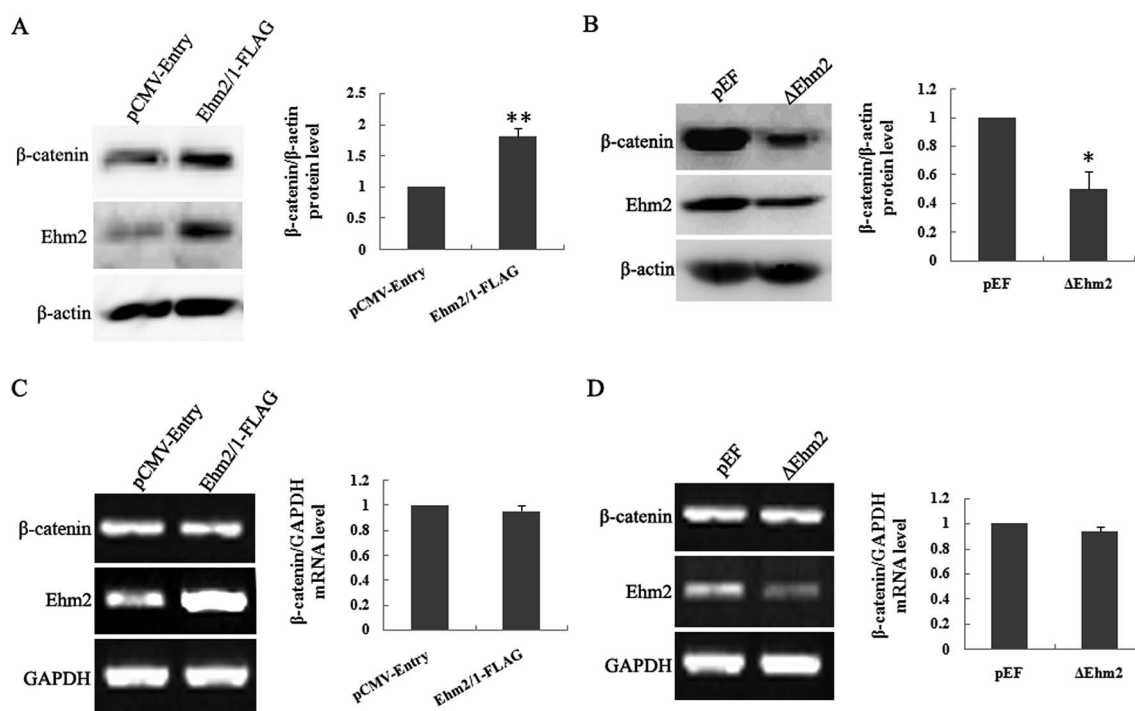 A
pCMV-Entry
Ehm2/1-FLAG
β-catenin
Ehm2
β-actin
β-catenin/β-actin
protein level
2.5
2
1.5
1
0.5
0
**
pCMV-Entry
Ehm2/1-FLAG
B
pEF
ΔEhm2
β-catenin
Ehm2
β-actin
β-catenin/β-actin
protein level
1.2
1
0.8
0.6
0.4
0.2
0
*
pEF
ΔEhm2
C
pCMV-Entry
Ehm2/1-FLAG
β-catenin
Ehm2
GAPDH
β-catenin/GAPDH
mRNA level
1.2
1
0.8
0.6
0.4
0.2
0
pCMV-Entry
Ehm2/1-FLAG
D
pEF
ΔEhm2
β-catenin
Ehm2
GAPDH
β-catenin/GAPDH
mRNA level
1.2
1
0.8
0.6
0.4
0.2
0
pEF
ΔEhm2